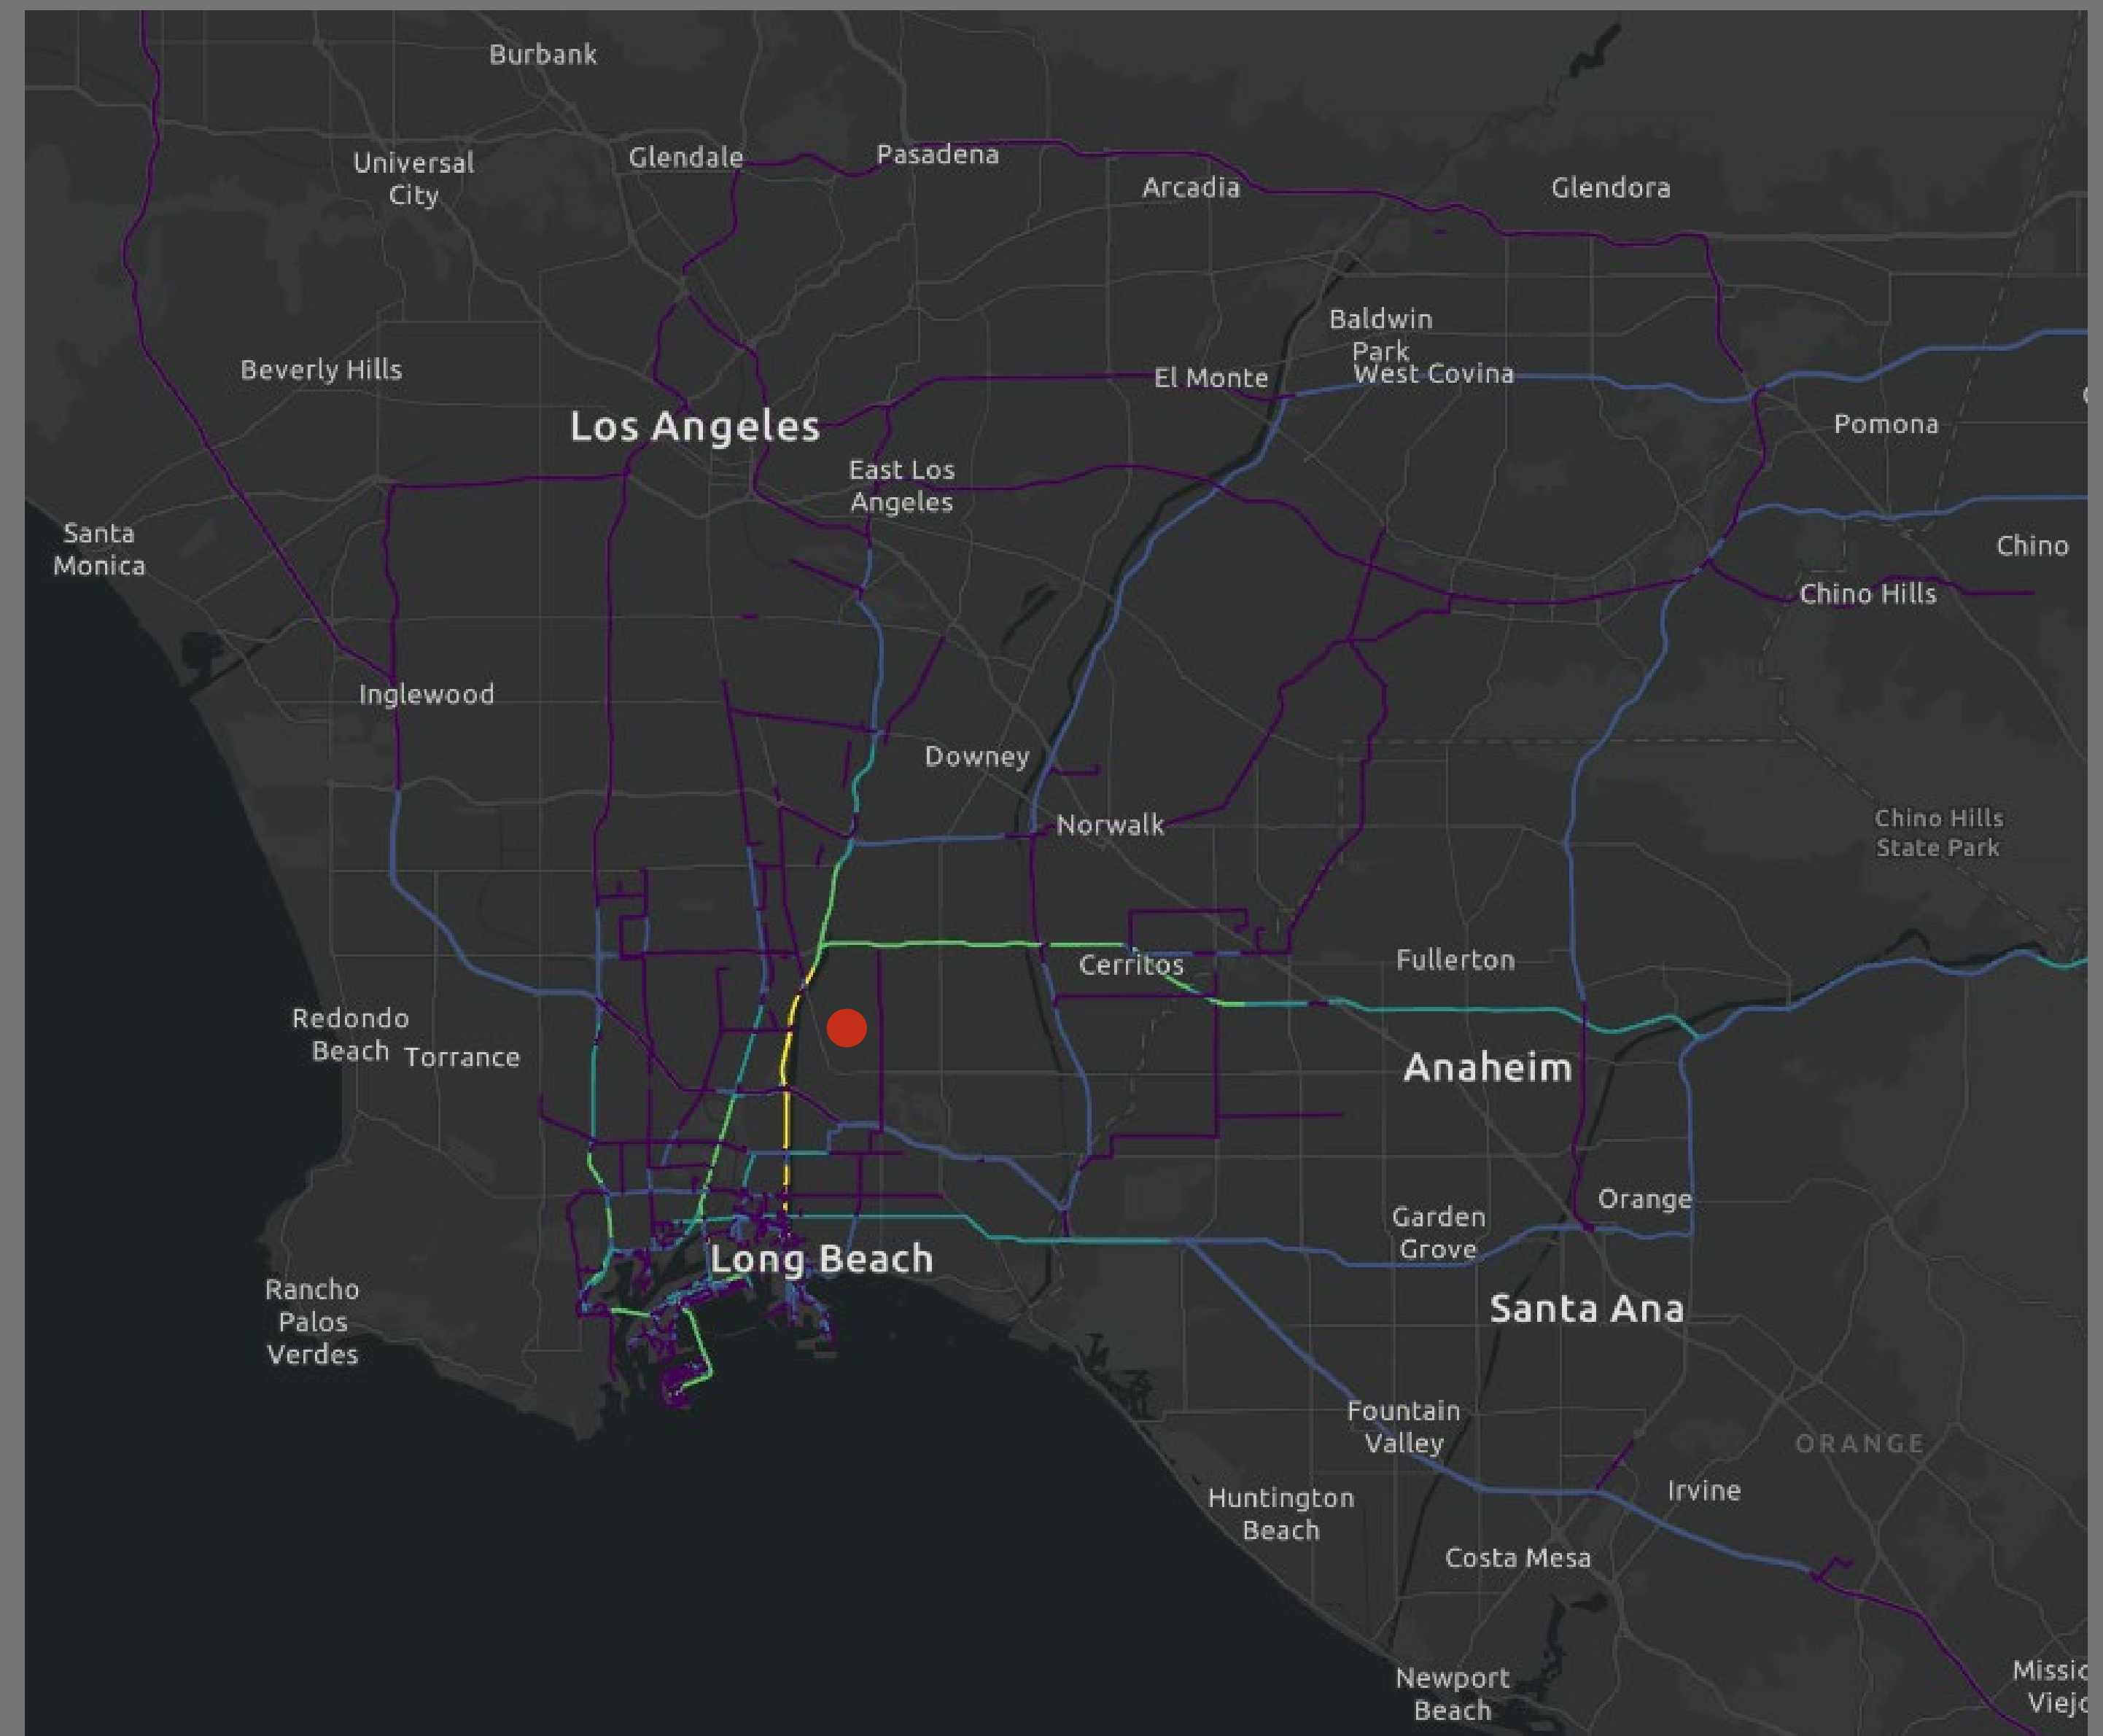 Burbank
Universal
City
Glendale
Pasadena
Arcadia
Glendora
Baldwin
Park
Beverly Hills
El Monte
West Covina
Los Angeles
Pomona
East Los
Angeles
Santa
Monica
Chino
Chino Hills
Inglewood
Downey
Norwalk
Chino Hills
State Park
Cerritos
Fullerton
Redondo
Beach
Torrance
Anaheim
Orange
Garden
Grove
Long Beach
Rancho
Palos
Verdes
Santa Ana
Fountain
Valley
ORANGE
Irvine
Huntington
Beach
Costa Mesa
Newport
Beach
Missic
Viejo